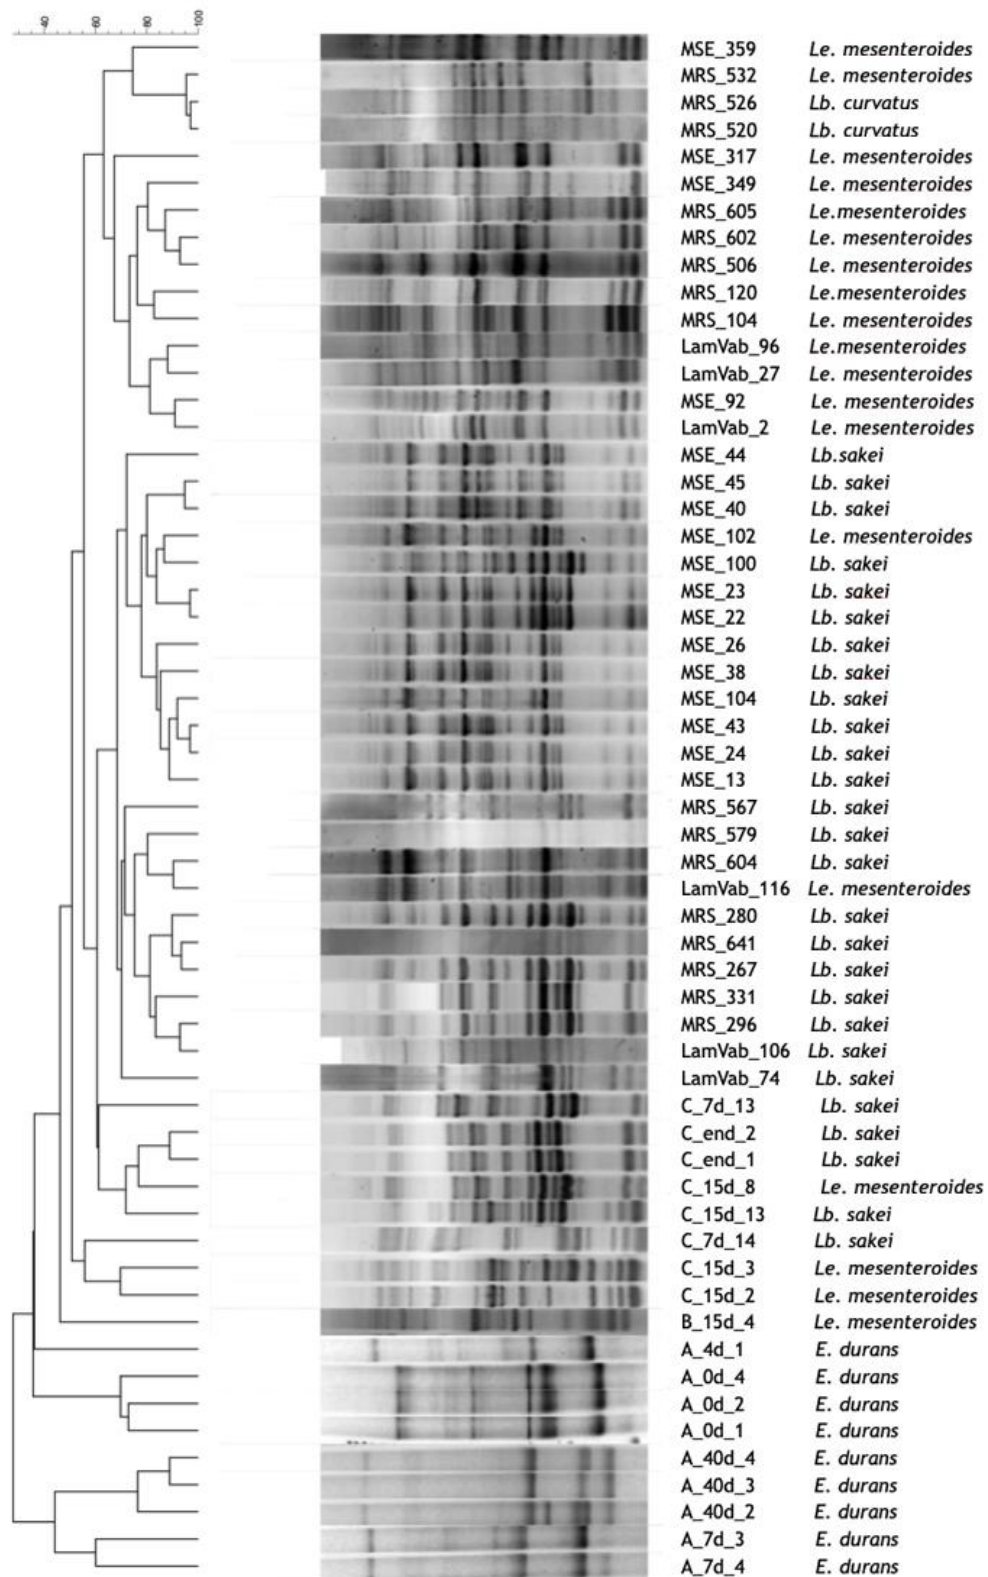 40 60 80 100
MSE_359 Le. mesenteroides
MRS_532 Le. mesenteroides
MRS_526 Lb. curvatus
MRS_520 Lb. curvatus
MSE_317 Le. mesenteroides
MSE_349 Le. mesenteroides
MRS_605 Le.mesenteroides
MRS_602 Le. mesenteroides
MRS_506 Le. mesenteroides
MRS_120 Le.mesenteroides
MRS_104 Le. mesenteroides
LamVab_96 Le.mesenteroides
LamVab_27 Le. mesenteroides
MSE_92 Le. mesenteroides
LamVab_2 Le. mesenteroides
MSE_44 Lb.sakei
MSE_45 Lb. sakei
MSE_40 Lb. sakei
MSE_102 Le. mesenteroides
MSE_100 Lb. sakei
MSE_23 Lb. sakei
MSE_22 Lb. sakei
MSE_26 Lb. sakei
MSE_38 Lb. sakei
MSE_104 Lb. sakei
MSE_43 Lb. sakei
MSE_24 Lb. sakei
MSE_13 Lb. sakei
MRS_567 Lb. sakei
MRS_579 Lb. sakei
MRS_604 Lb. sakei
LamVab_116 Le. mesenteroides
MRS_280 Lb. sakei
MRS_641 Lb. sakei
MRS_267 Lb. sakei
MRS_331 Lb. sakei
MRS_296 Lb. sakei
LamVab_106 Lb. sakei
LamVab_74 Lb. sakei
C_7d_13 Lb. sakei
C_end_2 Lb. sakei
C_end_1 Lb. sakei
C_15d_8 Le. mesenteroides
C_15d_13 Lb. sakei
C_7d_14 Lb. sakei
C_15d_3 Le. mesenteroides
C_15d_2 Le. mesenteroides
B_15d_4 Le. mesenteroides
A_4d_1 E. durans
A_0d_4 E. durans
A_0d_2 E. durans
A_0d_1 E. durans
A_40d_4 E. durans
A_40d_3 E. durans
A_40d_2 E. durans
A_7d_3 E. durans
A_7d_4 E. durans